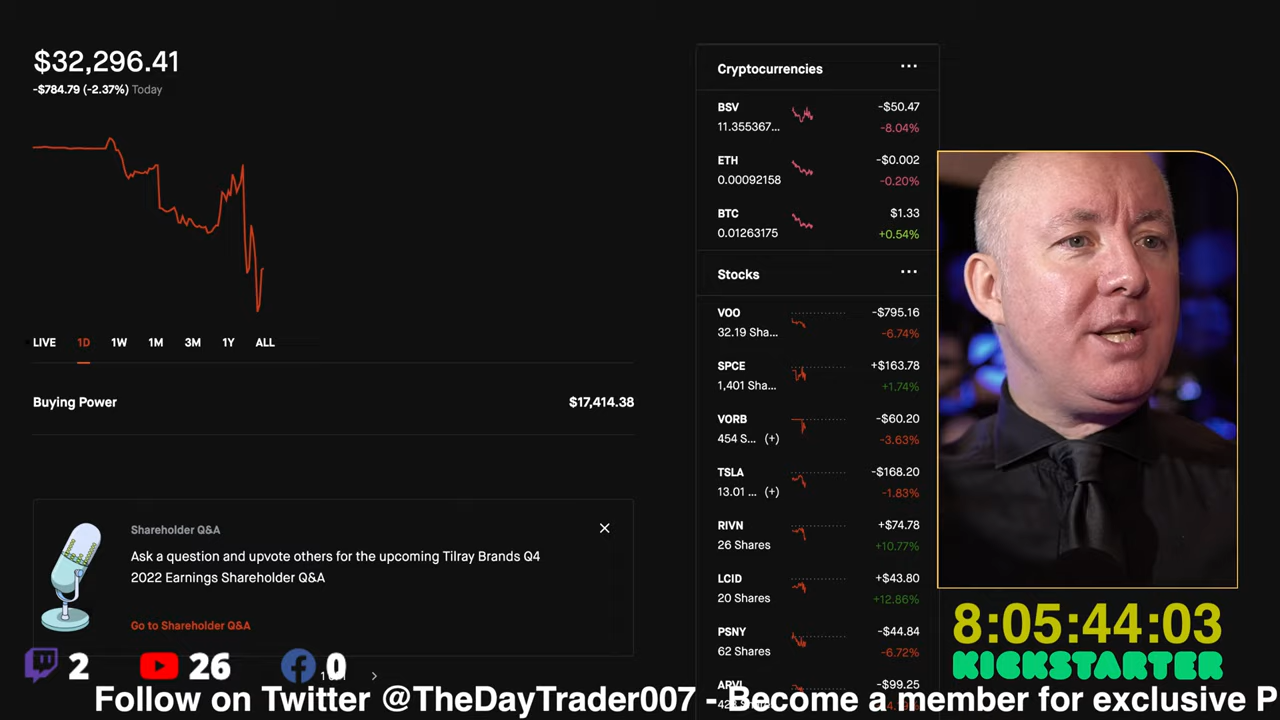 $32,296.41
-$784.79 (-2.37%) Today
LIVE 1D 1W 1M 3M 1Y ALL
Buying Power $17,414.38
Shareholder Q&A
Ask a question and upvote others for the upcoming Tilray Brands Q4
2022 Earnings Shareholder Q&A
Go to Shareholder Q&A
Cryptocurrencies
BSV -$50.47
11.355367... -8.04%
ETH -$0.002
0.00092158 -0.20%
BTC $1.33
0.01263175 +0.54%
Stocks
VOO -$795.16
32.19 Sha... -6.74%
SPCE +$163.78
1,401 Sha... +1.74%
VORB -$60.20
454 S... (+) -3.63%
TSLA -$168.20
13.01 ... (+) -1.83%
RIVN +$74.78
26 Shares +10.77%
LCID +$43.80
20 Shares +12.86%
PSNY -$44.84
62 Shares -6.72%
ARVL -$99.25
8:05:44:03
KICKSTARTER
2 26 0
Follow on Twitter @TheDayTrader007 - Become a member for exclusive P